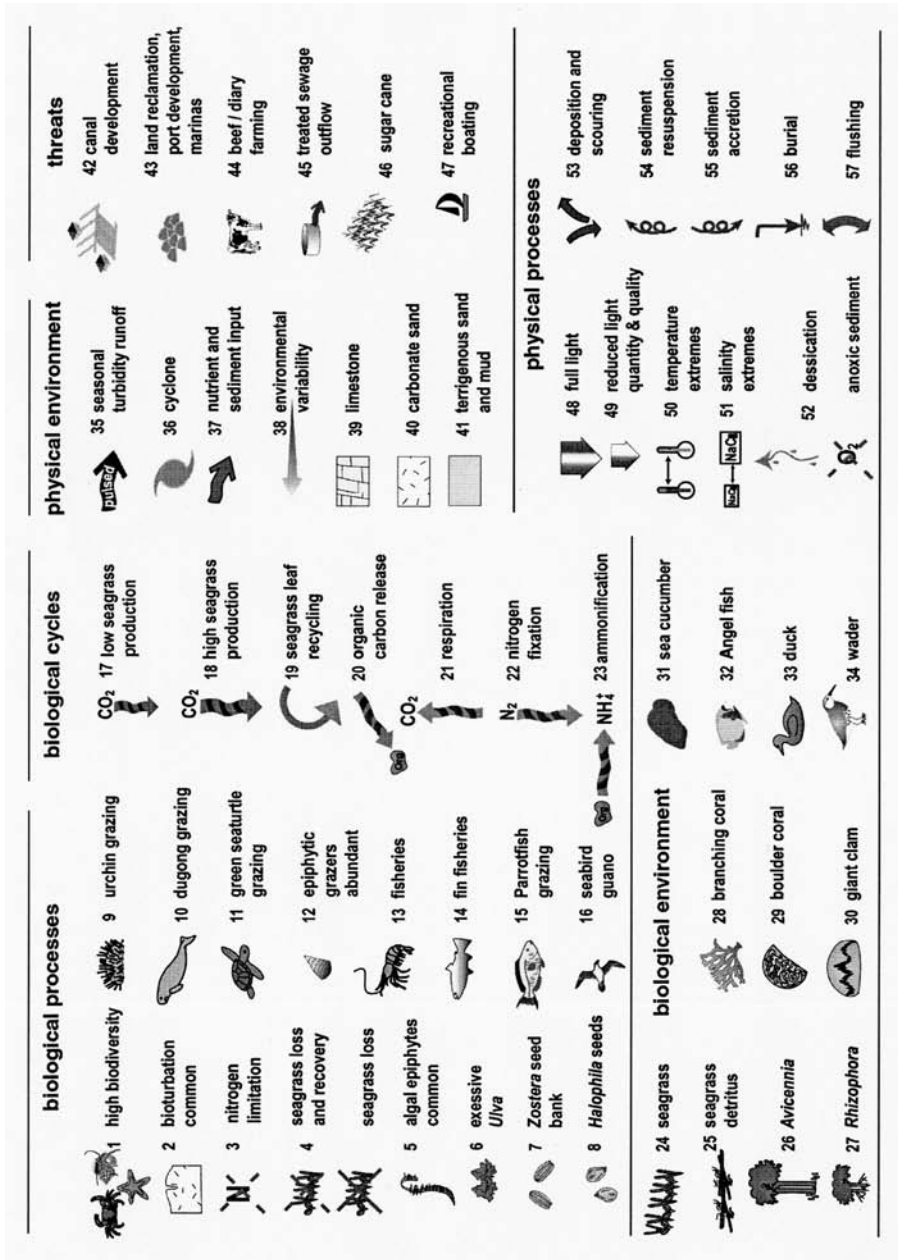 biological processes
1 high biodiversity
2 bioturbation
common
3 nitrogen
limitation
4 seagrass loss
and recovery
seagrass loss
5 algal epiphytes
common
6 exessive
Ulva
7 Zostera seed
bank
8 Halophila seeds
9 urchin grazing
10 dugong grazing
11 green seaturtle
grazing
12 epiphytic
grazers
abundant
13 fisheries
14 fin fisheries
15 Parrotfish
grazing
16 seabird
guano
N
biological cycles
CO2 17 low seagrass
production
CO2 18 high seagrass
production
19 seagrass leaf
recycling
20 organic
carbon release
Org
CO2 21 respiration
N2 22 nitrogen
fixation
Org NH4+ 23 ammonification
physical environment
pulsed
35 seasonal
turbidity runoff
36 cyclone
37 nutrient and
sediment input
38 environmental
variability
39 limestone
40 carbonate sand
41 terrigenous sand
and mud
threats
42 canal
development
43 land reclamation,
port development,
marinas
44 beef / diary
farming
45 treated sewage
outflow
46 sugar cane
47 recreational
boating
biological environment
24 seagrass
25 seagrass
detritus
26 Avicennia
27 Rhizophora
28 branching coral
29 boulder coral
30 giant clam
31 sea cucumber
32 Angel fish
33 duck
34 wader
physical processes
48 full light
49 reduced light
quantity & quality
50 temperature
extremes
NaCl NaCl
51 salinity
extremes
52 dessication
O2
anoxic sediment
53 deposition and
scouring
54 sediment
resuspension
55 sediment
accretion
56 burial
57 flushing